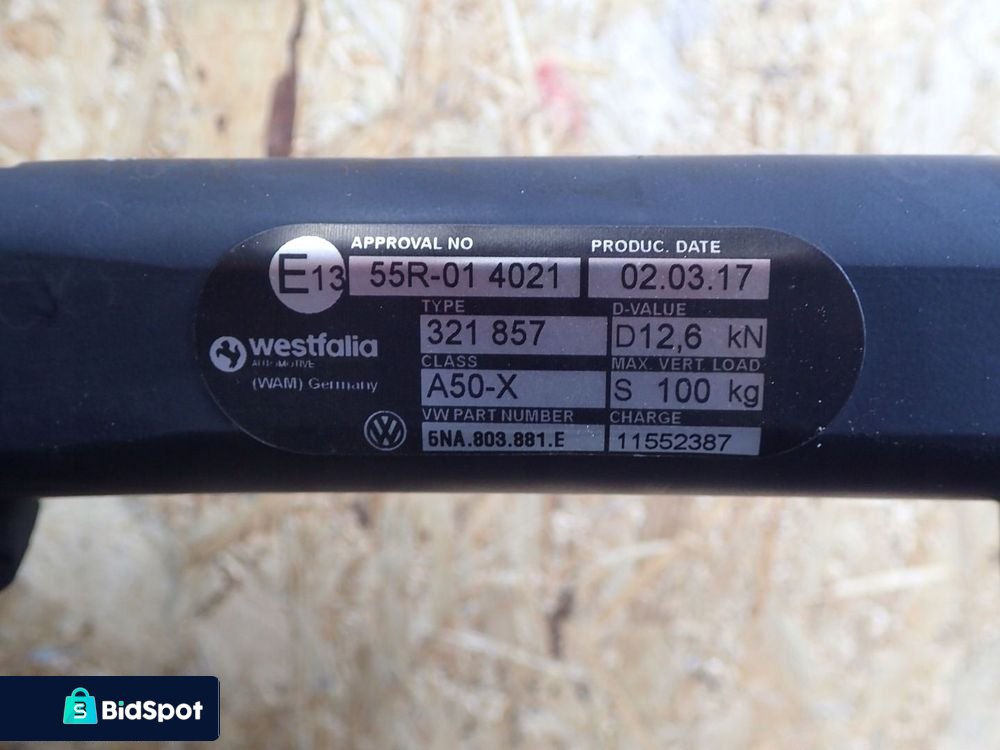 APPROVAL NO PRODUC. DATE
E13 55R-01 4021 02.03.17
TYPE D-VALUE
321 857 D12,6 kN
westfalia
AUTOMOTIVE
(WAM) Germany
CLASS MAX. VERT. LOAD
A50-X S 100 kg
VW PART NUMBER CHARGE
5NA.803.881.E 11552387
BidSpot